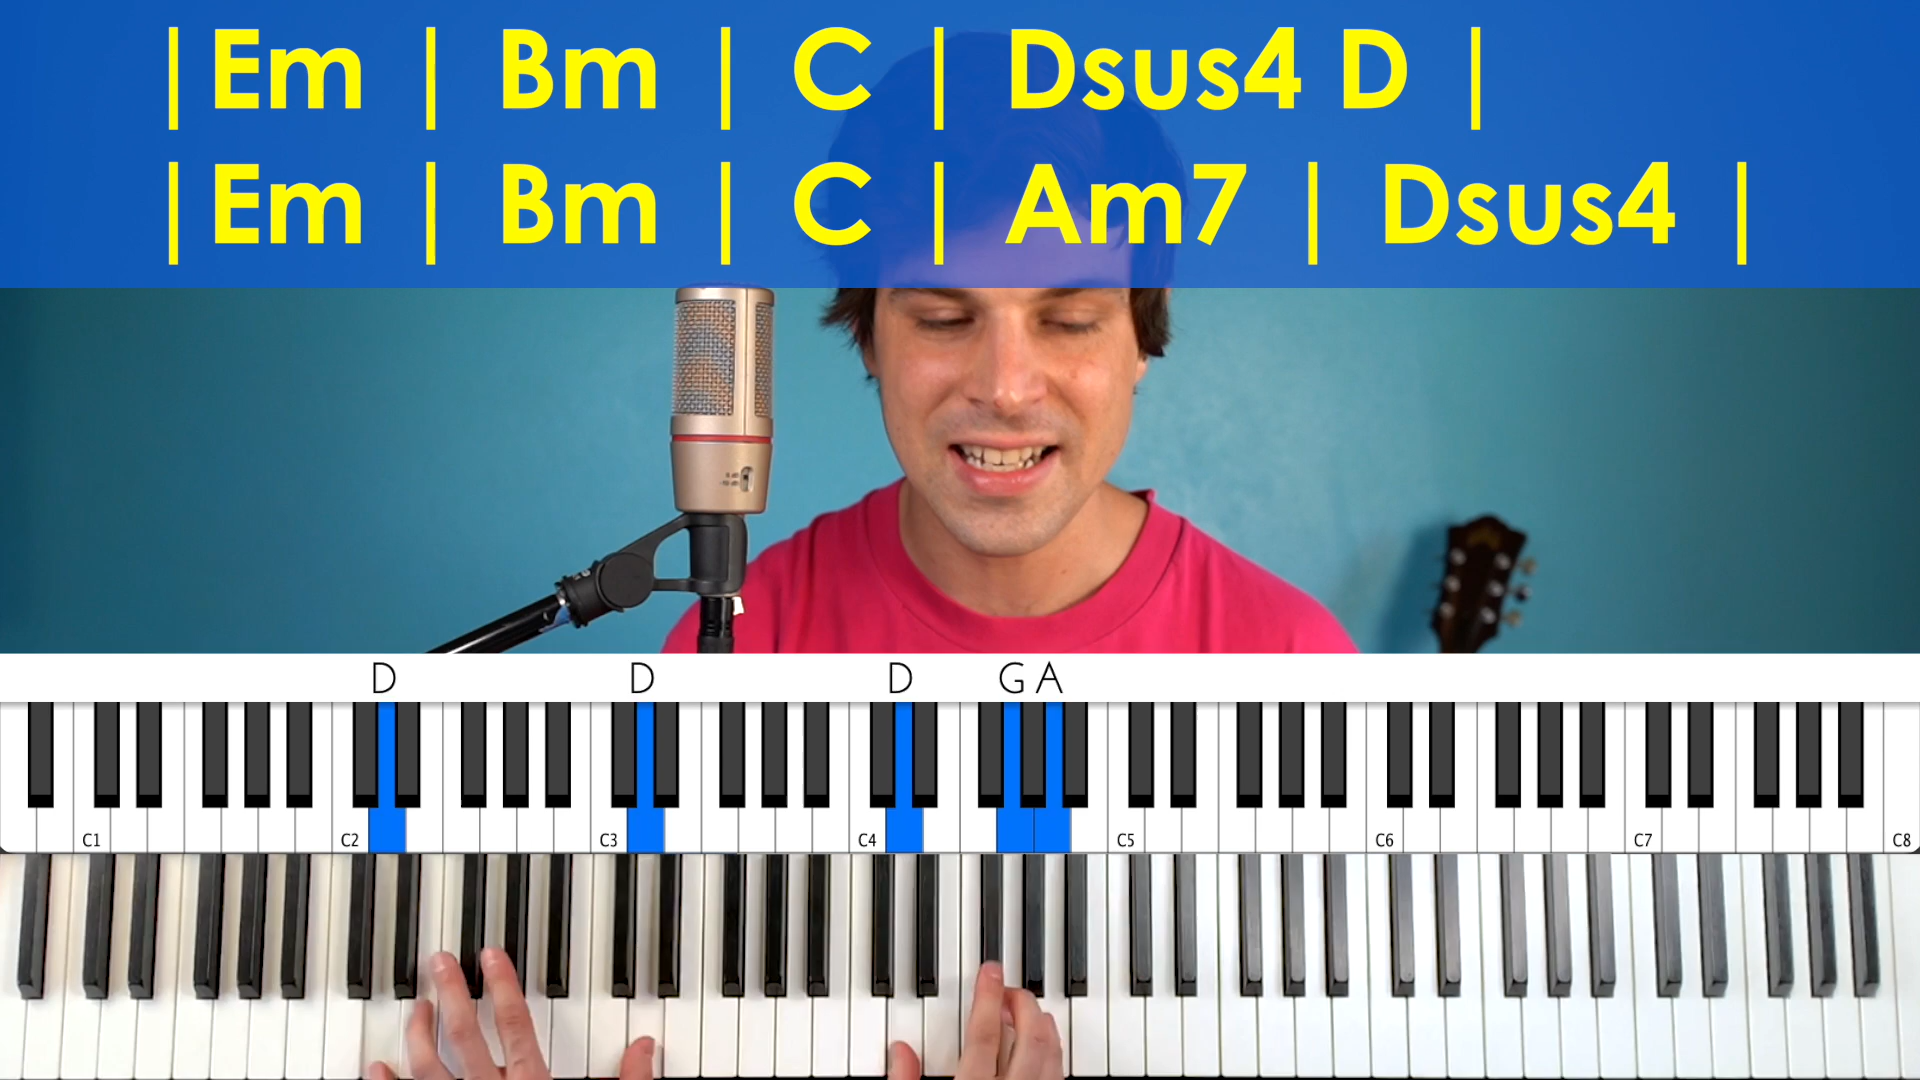 | Em | Bm | C | Dsus4 D |
| Em | Bm | C | Am7 | Dsus4 |
D D D G A
C1 C2 C3 C4 C5 C6 C7 C8